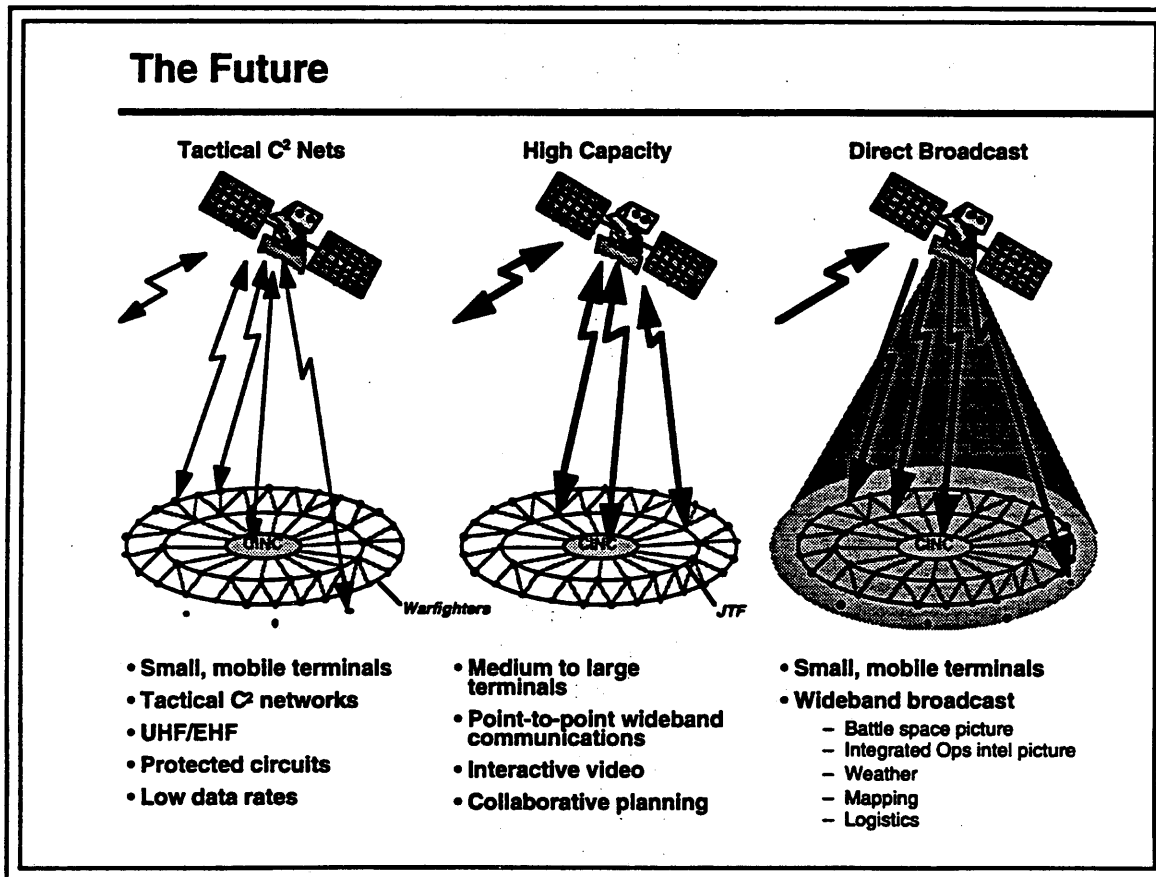 The Future
Tactical C² Nets
High Capacity
Direct Broadcast
CINC
CINC
CINC
Warfighters
JTF
• Small, mobile terminals
• Tactical C² networks
• UHF/EHF
• Protected circuits
• Low data rates
• Medium to large
terminals
• Point-to-point wideband
communications
• Interactive video
• Collaborative planning
• Small, mobile terminals
• Wideband broadcast
– Battle space picture
– Integrated Ops intel picture
– Weather
– Mapping
– Logistics